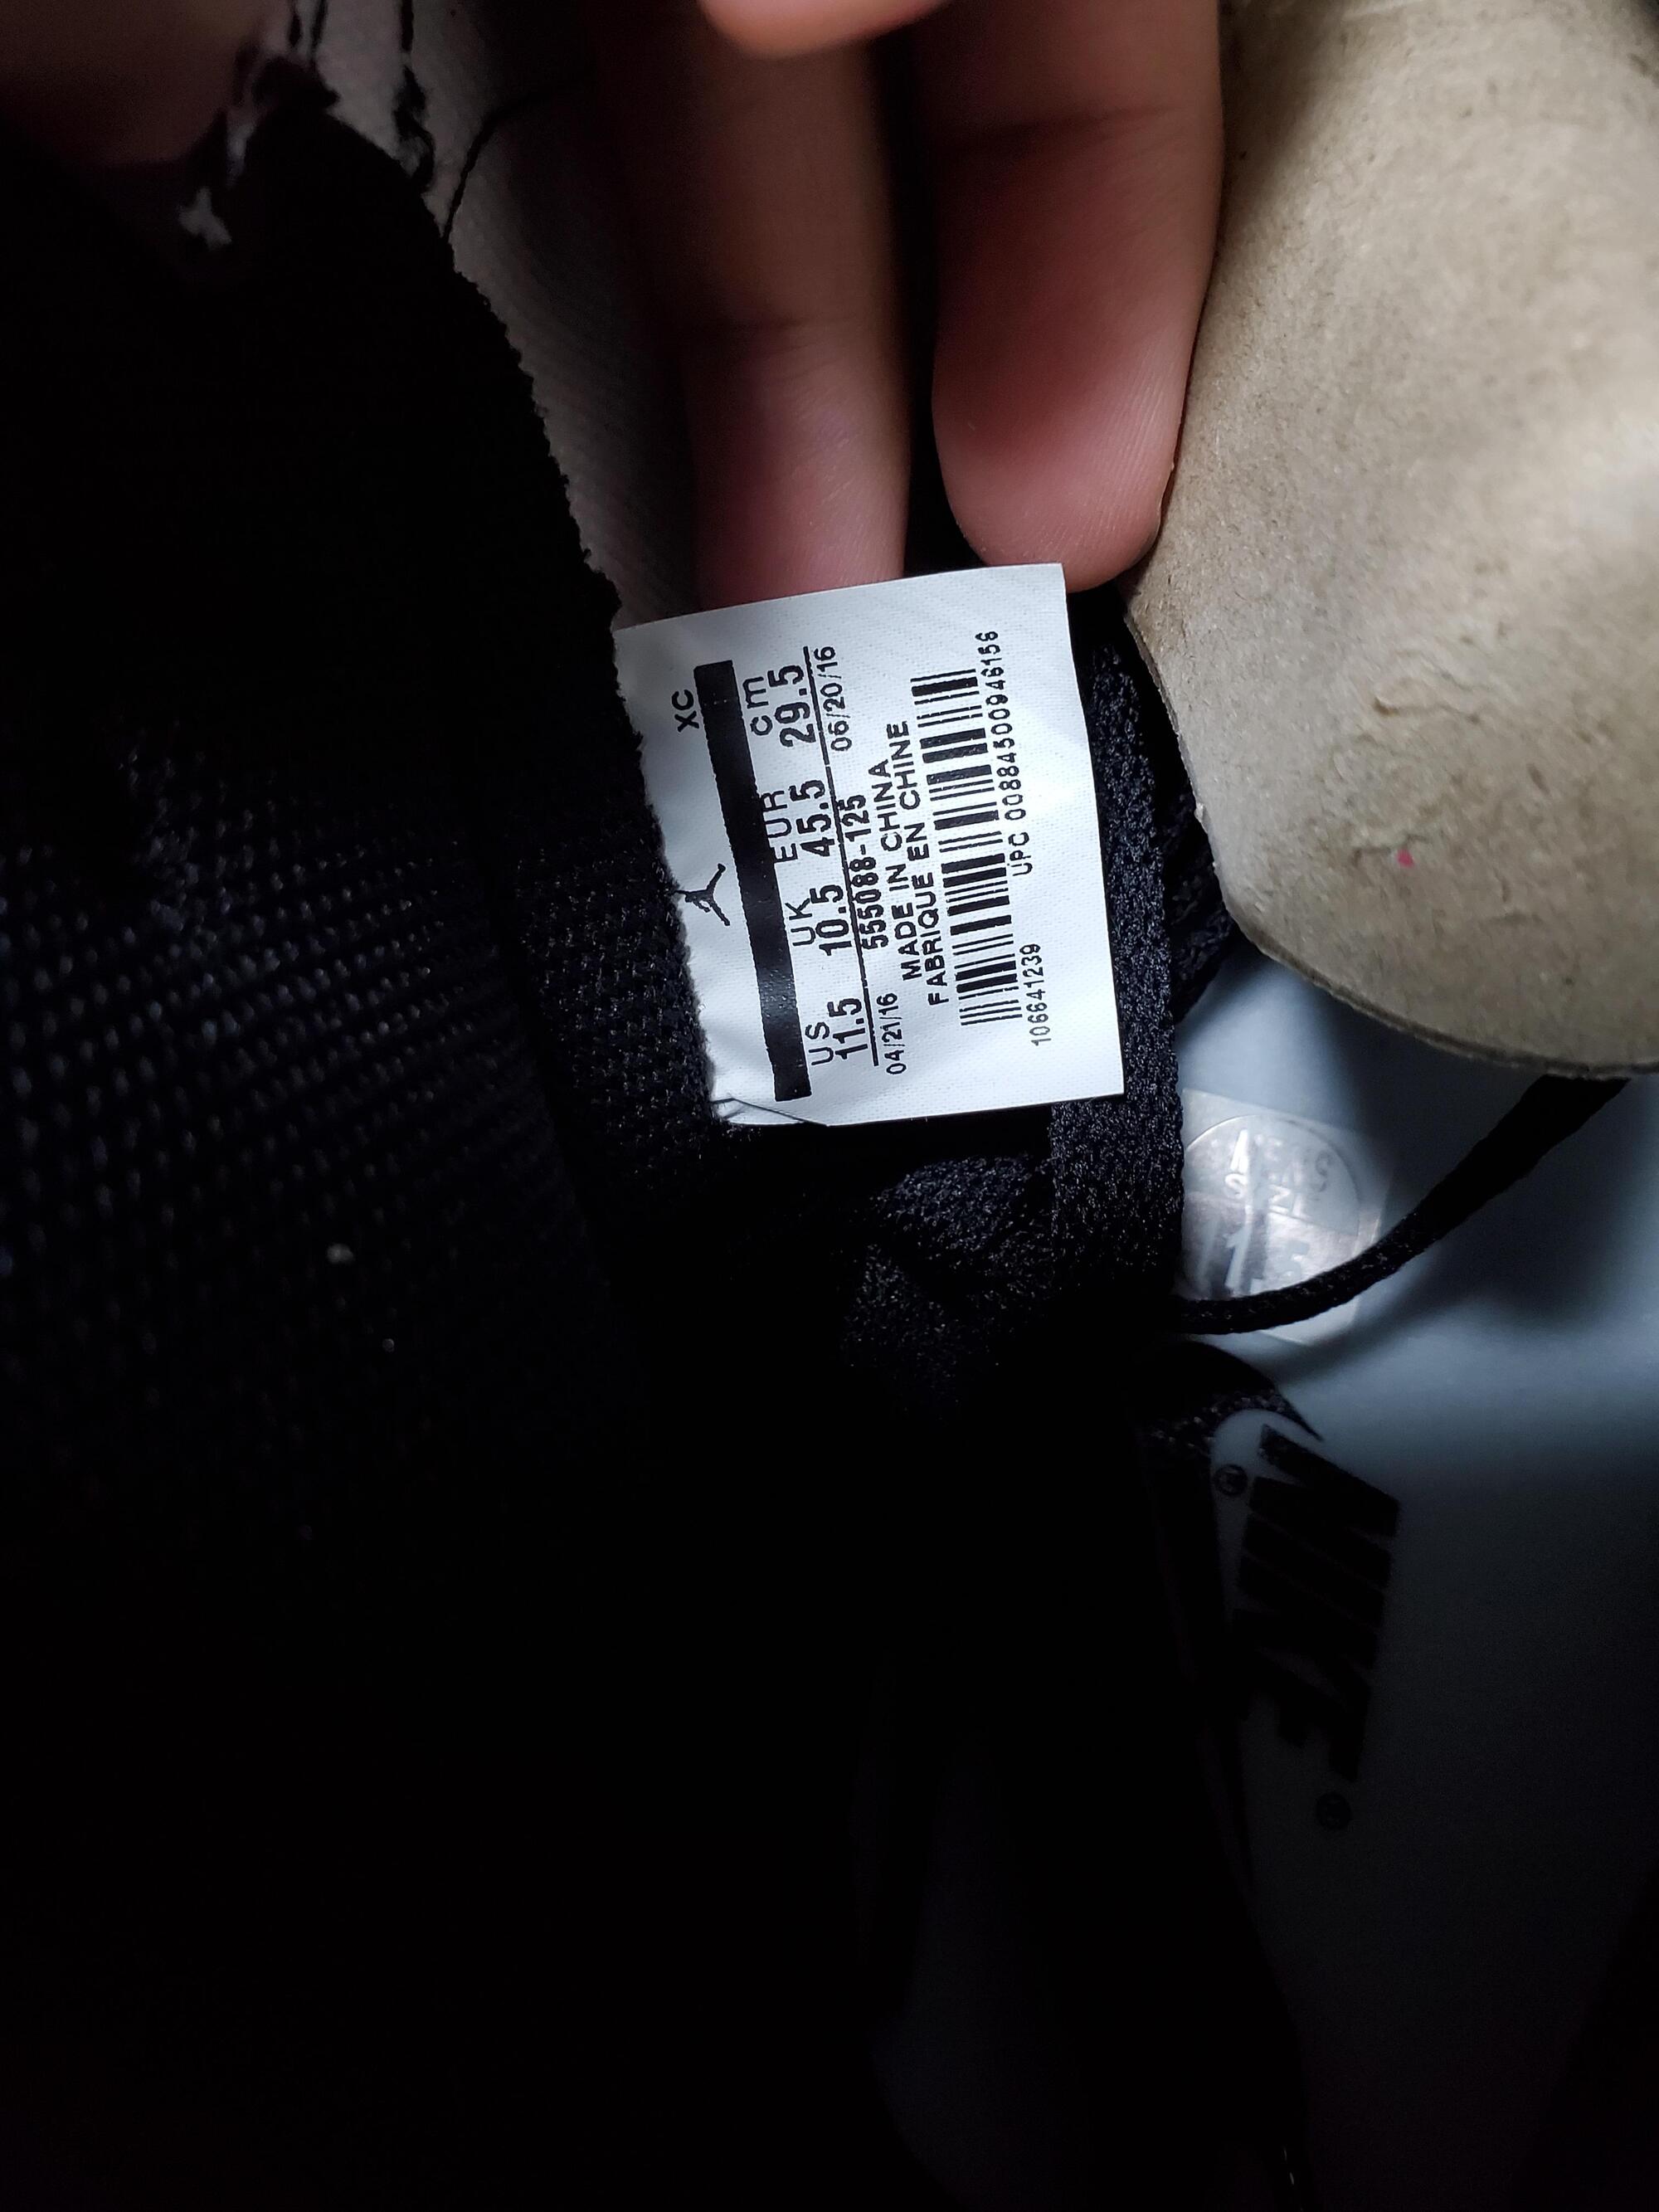 XC
US UK EUR cm
11.5 10.5 45.5 29.5
04/21/16 555088-125 06/20/16
MADE IN CHINA
FABRIQUE EN CHINE
106641239 UPC 00884500946156
NIKE